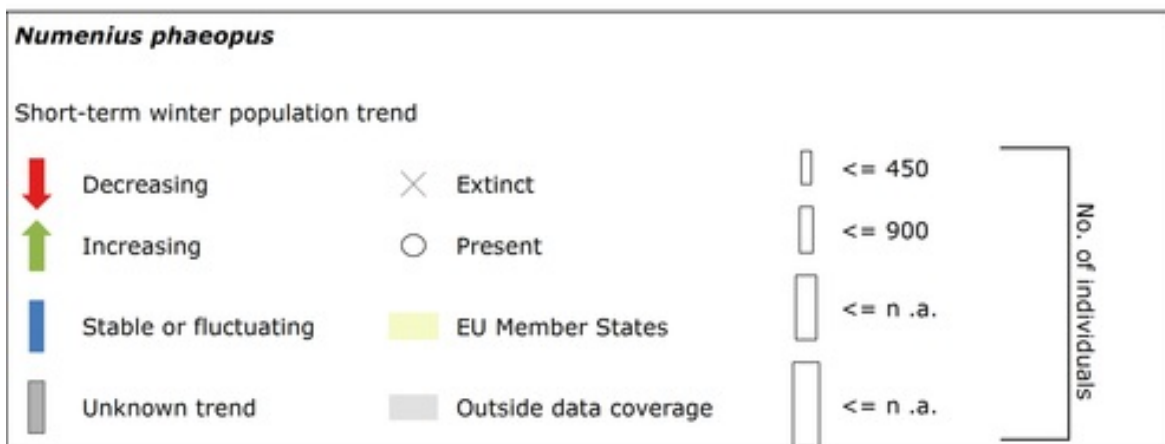 Numenius phaeopus
Short-term winter population trend
Decreasing
Extinct
<= 450
Increasing
Present
<= 900
Stable or fluctuating
EU Member States
<= n .a.
Unknown trend
Outside data coverage
<= n .a.
No. of individuals